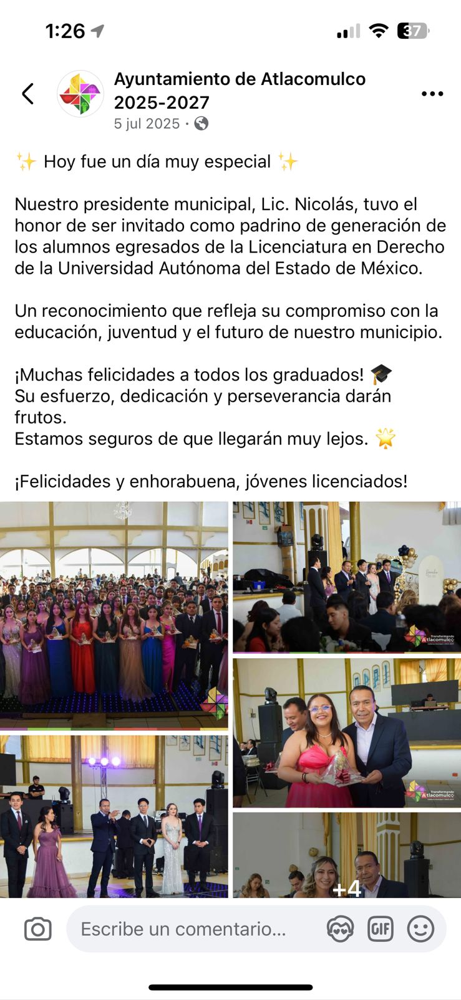 1:26
37
Ayuntamiento de Atlacomulco
2025-2027
5 jul 2025 ·
✨ Hoy fue un día muy especial ✨
Nuestro presidente municipal, Lic. Nicolás, tuvo el
honor de ser invitado como padrino de generación de
los alumnos egresados de la Licenciatura en Derecho
de la Universidad Autónoma del Estado de México.
Un reconocimiento que refleja su compromiso con la
educación, juventud y el futuro de nuestro municipio.
¡Muchas felicidades a todos los graduados! 🎓
Su esfuerzo, dedicación y perseverancia darán
frutos.
Estamos seguros de que llegarán muy lejos. 🌟
¡Felicidades y enhorabuena, jóvenes licenciados!
Transformando
Atlacomulco
Transformando
Atlacomulco
+4
Escribe un comentario...
GIF